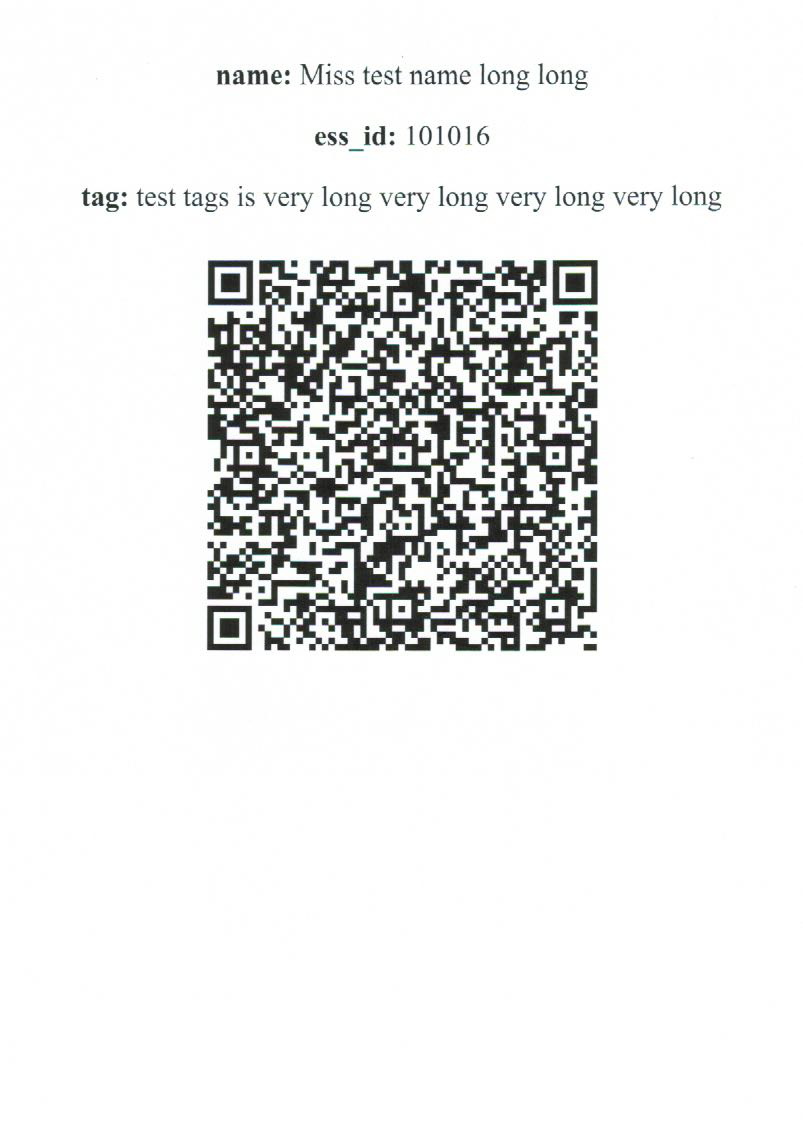 name: Miss test name long long
ess_id: 101016
tag: test tags is very long very long very long very long